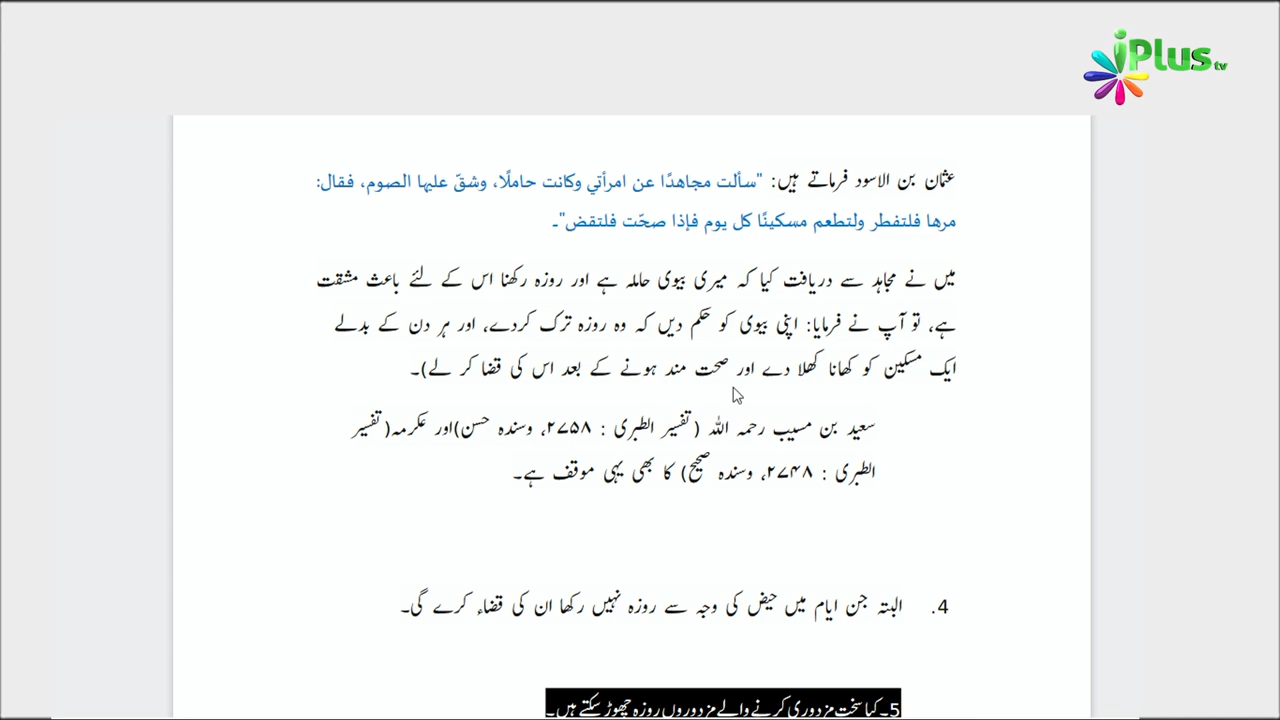 iPlus tv
عثمان بن الاسود فرماتے ہیں: "سألت مجاهدًا عن امرأتي وكانت حاملًا، وشقّ عليها الصوم، فقال:
مرها فلتفطر ولتطعم مسكينًا كل يوم فإذا صحّت فلتقض"۔
میں نے مجاہد سے دریافت کیا کہ میری بیوی حاملہ ہے اور روزہ رکھنا اس کے لئے باعث مشقت
ہے، تو آپ نے فرمایا: اپنی بیوی کو حکم دیں کہ وہ روزہ ترک کردے، اور ہر دن کے بدلے
ایک مسکین کو کھانا کھلا دے اور صحت مند ہونے کے بعد اس کی قضا کر لے)۔
سعید بن مسیب رحمہ اللہ (تفسیر الطبری : ۲۷۵۸، وسندہ حسن)اور عکرمہ(تفسیر
الطبری : ۲۷۴۸، وسندہ صحیح) کا بھی یہی موقف ہے۔
4. البتہ جن ایام میں حیض کی وجہ سے روزہ نہیں رکھا ان کی قضاء کرے گی۔
5۔ کیا سخت مزدوری کرنے والے مزدوروں روزہ چھوڑ سکتے ہیں۔